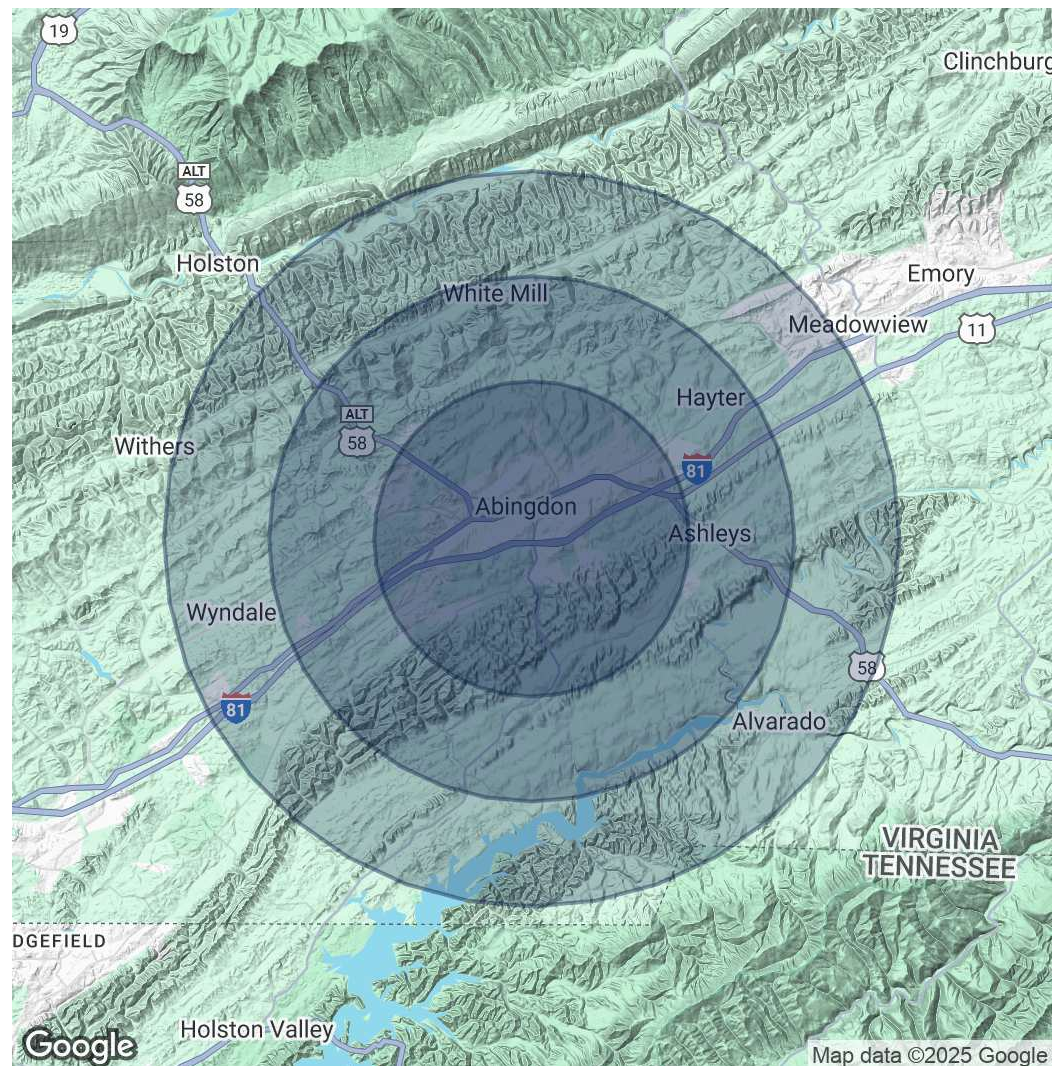 19
Clinchburg
ALT
58
Holston
White Mill
Emory
Meadowview
11
Hayter
ALT
58
Withers
81
Abingdon
Ashleys
Wyndale
58
81
Alvarado
VIRGINIA
TENNESSEE
DGEFIELD
Holston Valley
Google
Map data ©2025 Google